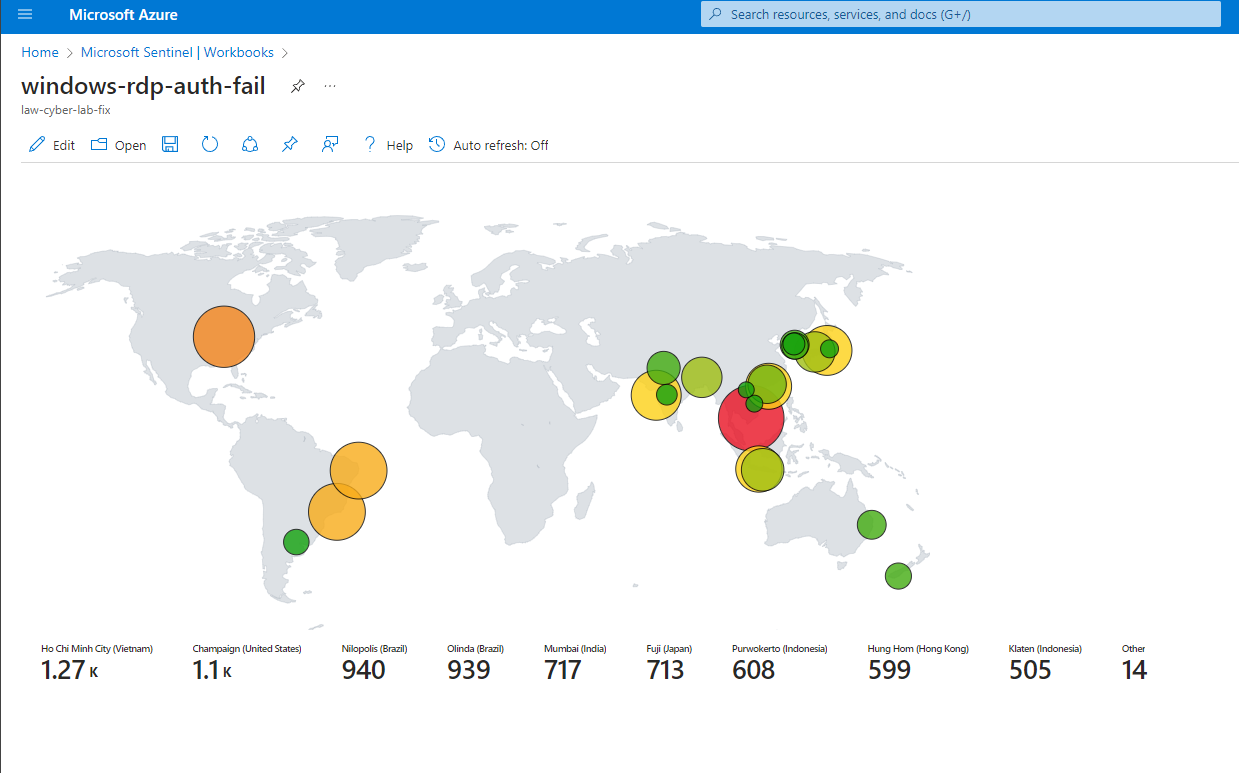 Microsoft Azure
Search resources, services, and docs (G+/)
Home > Microsoft Sentinel | Workbooks >
windows-rdp-auth-fail ...
law-cyber-lab-fix
Edit Open ? Help Auto refresh: Off
Ho Chi Minh City (Vietnam) Champaign (United States) Nilopolis (Brazil) Olinda (Brazil) Mumbai (India) Fuji (Japan) Purwokerto (Indonesia) Hung Hom (Hong Kong) Klaten (Indonesia) Other
1.27 K 1.1 K 940 939 717 713 608 599 505 14